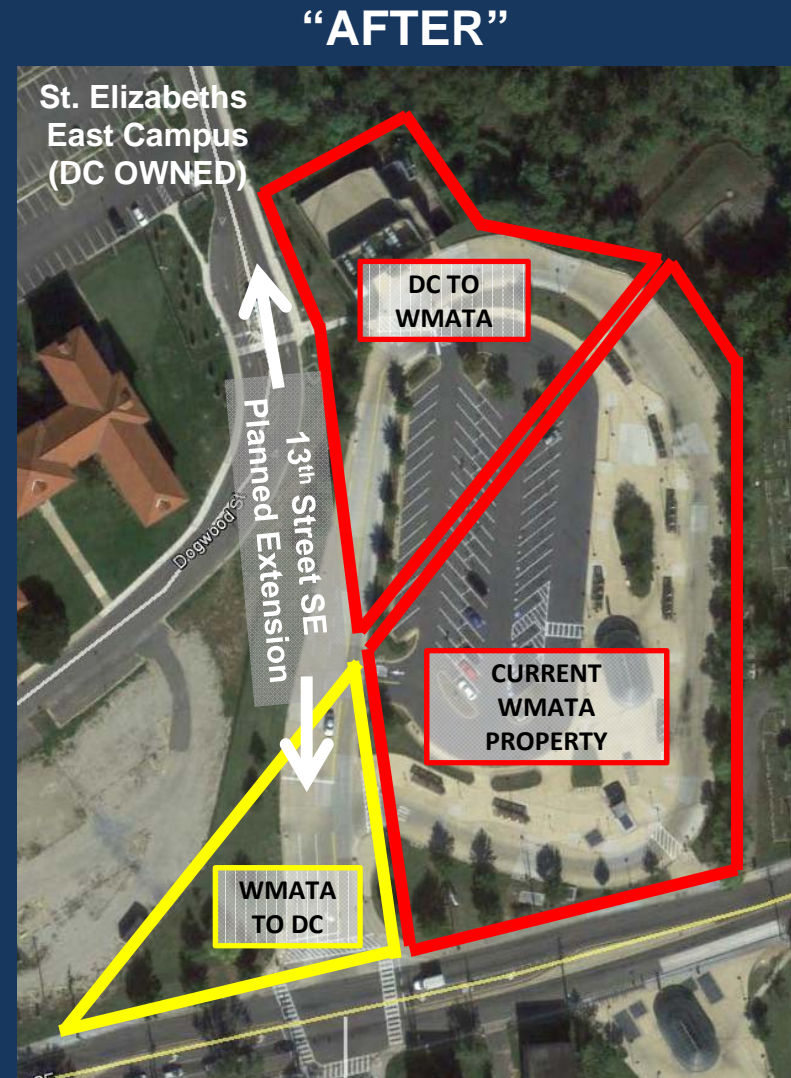 “AFTER”
St. Elizabeths
East Campus
(DC OWNED)
DC TO
WMATA
13th Street SE
Planned Extension
Dogwood St
CURRENT
WMATA
PROPERTY
WMATA
TO DC
SE